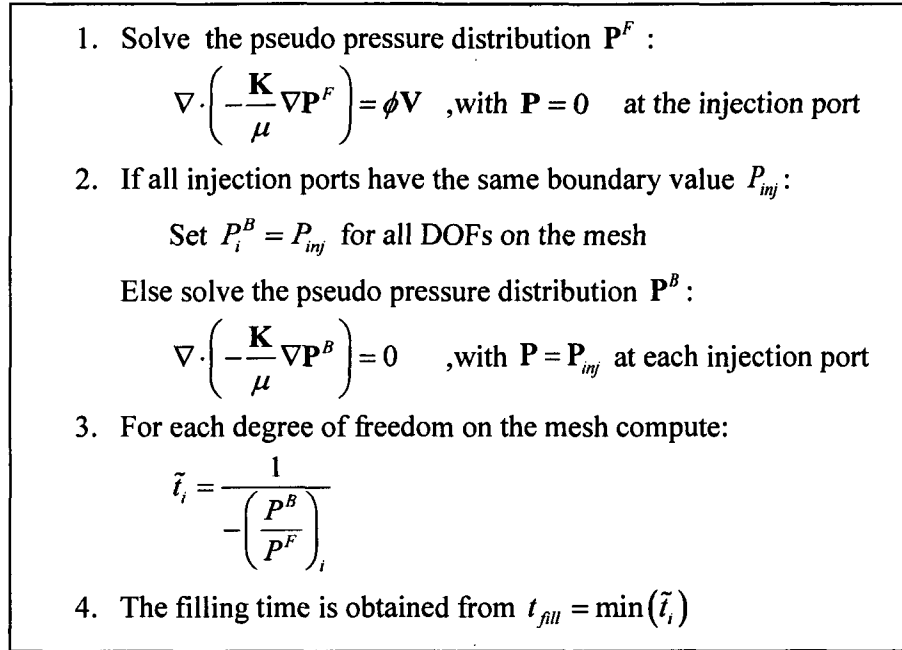 1. Solve the pseudo pressure distribution P^F :
∇·(−K/μ ∇P^F) = ϕV ,with P = 0 at the injection port
2. If all injection ports have the same boundary value P_inj:
Set P_i^B = P_inj for all DOFs on the mesh
Else solve the pseudo pressure distribution P^B :
∇·(−K/μ ∇P^B) = 0 ,with P = P_inj at each injection port
3. For each degree of freedom on the mesh compute:
t̃_i = 1/(−(P^B/P^F)_i)
4. The filling time is obtained from t_fill = min(t̃_i)